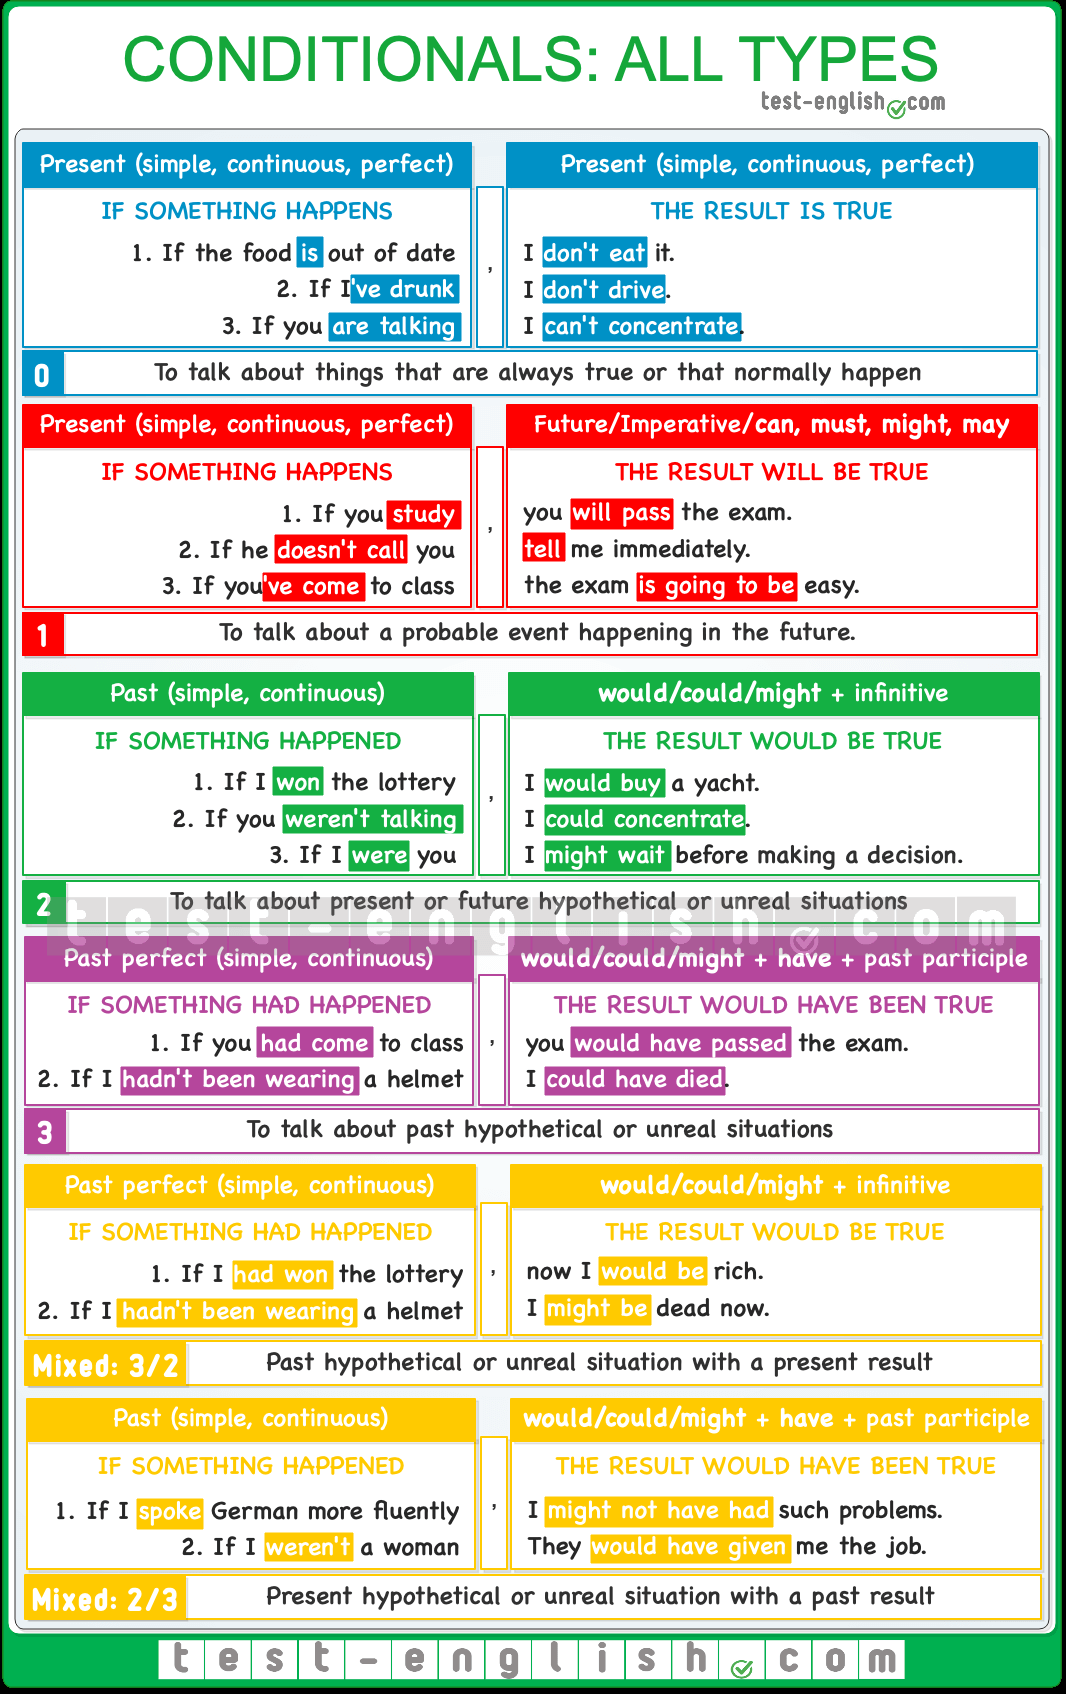 CONDITIONALS: ALL TYPES
test-english.com
Present (simple, continuous, perfect)
Present (simple, continuous, perfect)
IF SOMETHING HAPPENS
THE RESULT IS TRUE
1. If the food is out of date , I don't eat it.
2. If I've drunk I don't drive.
3. If you are talking I can't concentrate.
0 To talk about things that are always true or that normally happen
Present (simple, continuous, perfect)
Future/Imperative/can, must, might, may
IF SOMETHING HAPPENS
THE RESULT WILL BE TRUE
1. If you study , you will pass the exam.
2. If he doesn't call you tell me immediately.
3. If you've come to class the exam is going to be easy.
1 To talk about a probable event happening in the future.
Past (simple, continuous)
would/could/might + infinitive
IF SOMETHING HAPPENED
THE RESULT WOULD BE TRUE
1. If I won the lottery , I would buy a yacht.
2. If you weren't talking I could concentrate.
3. If I were you I might wait before making a decision.
2 To talk about present or future hypothetical or unreal situations
test-english.com
Past perfect (simple, continuous)
would/could/might + have + past participle
IF SOMETHING HAD HAPPENED
THE RESULT WOULD HAVE BEEN TRUE
1. If you had come to class , you would have passed the exam.
2. If I hadn't been wearing a helmet I could have died.
3 To talk about past hypothetical or unreal situations
Past perfect (simple, continuous)
would/could/might + infinitive
IF SOMETHING HAD HAPPENED
THE RESULT WOULD BE TRUE
1. If I had won the lottery , now I would be rich.
2. If I hadn't been wearing a helmet I might be dead now.
Mixed: 3/2 Past hypothetical or unreal situation with a present result
Past (simple, continuous)
would/could/might + have + past participle
IF SOMETHING HAPPENED
THE RESULT WOULD HAVE BEEN TRUE
1. If I spoke German more fluently , I might not have had such problems.
2. If I weren't a woman They would have given me the job.
Mixed: 2/3 Present hypothetical or unreal situation with a past result
test-english.com